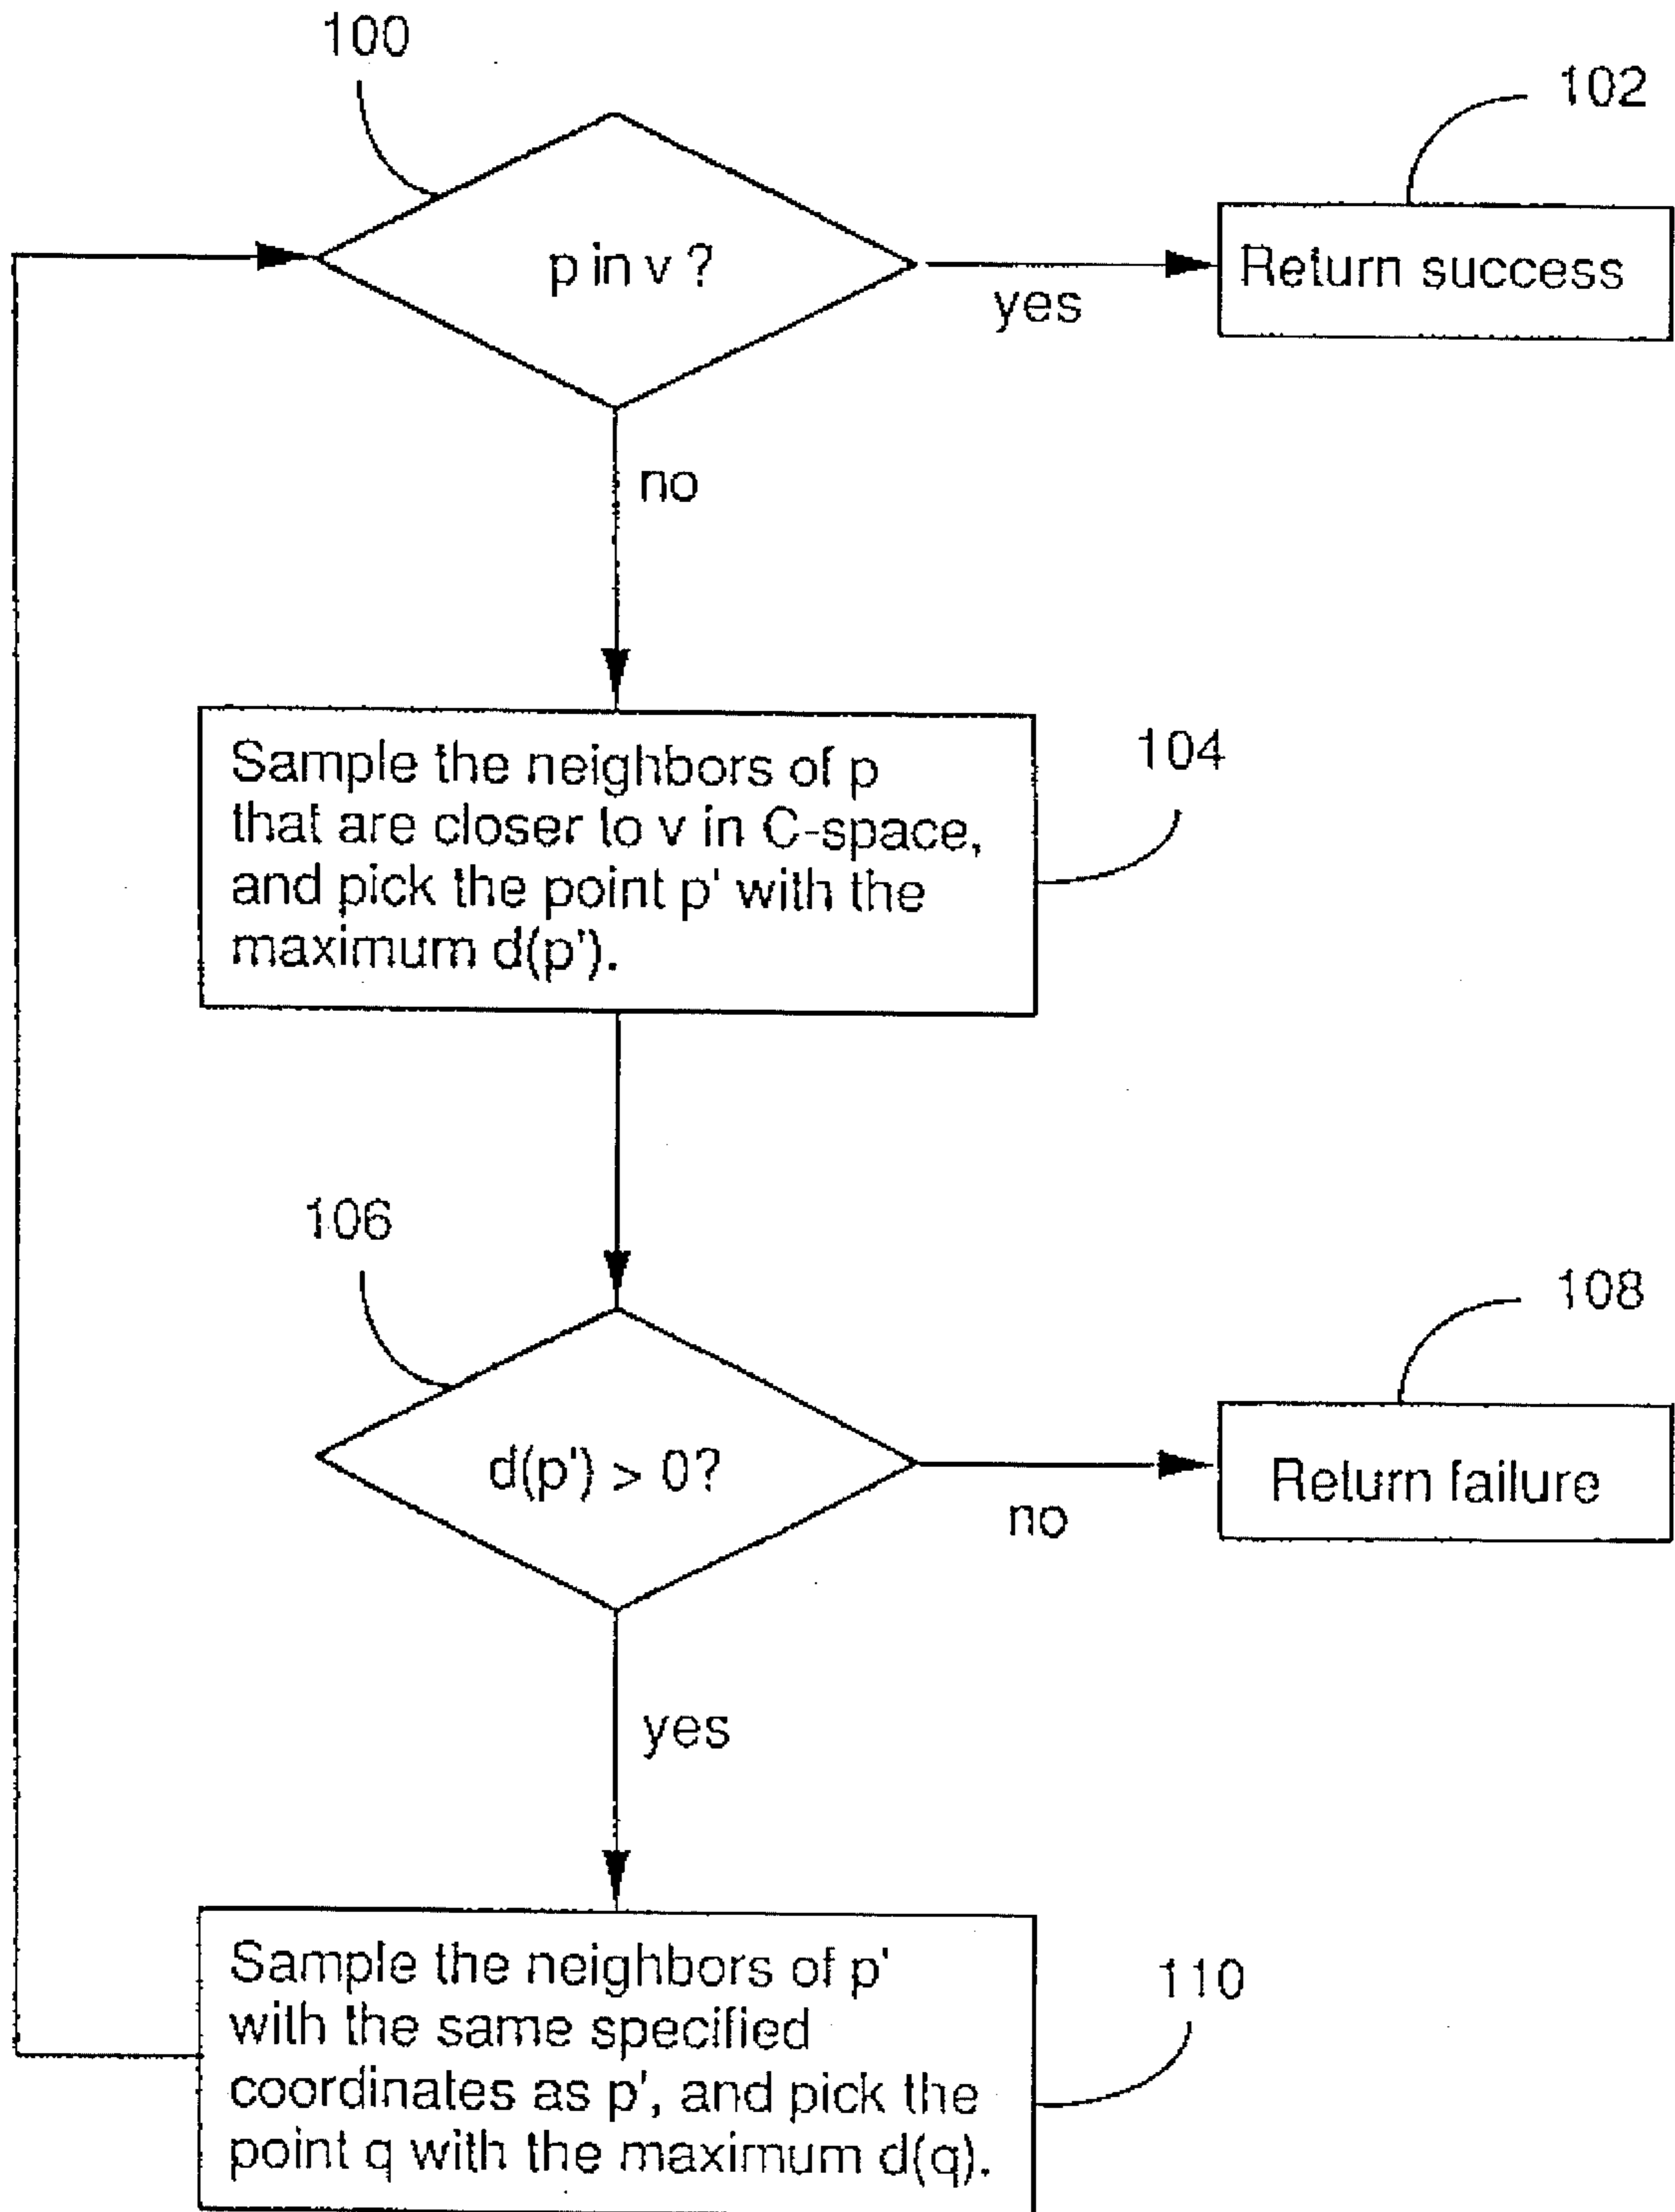 100
102
p in v ?
Return success
yes
no
Sample the neighbors of p
that are closer to v in C-space,
and pick the point p' with the
maximum d(p').
104
106
108
d(p') > 0?
Return failure
no
yes
Sample the neighbors of p'
with the same specified
coordinates as p', and pick the
point q with the maximum d(q).
110